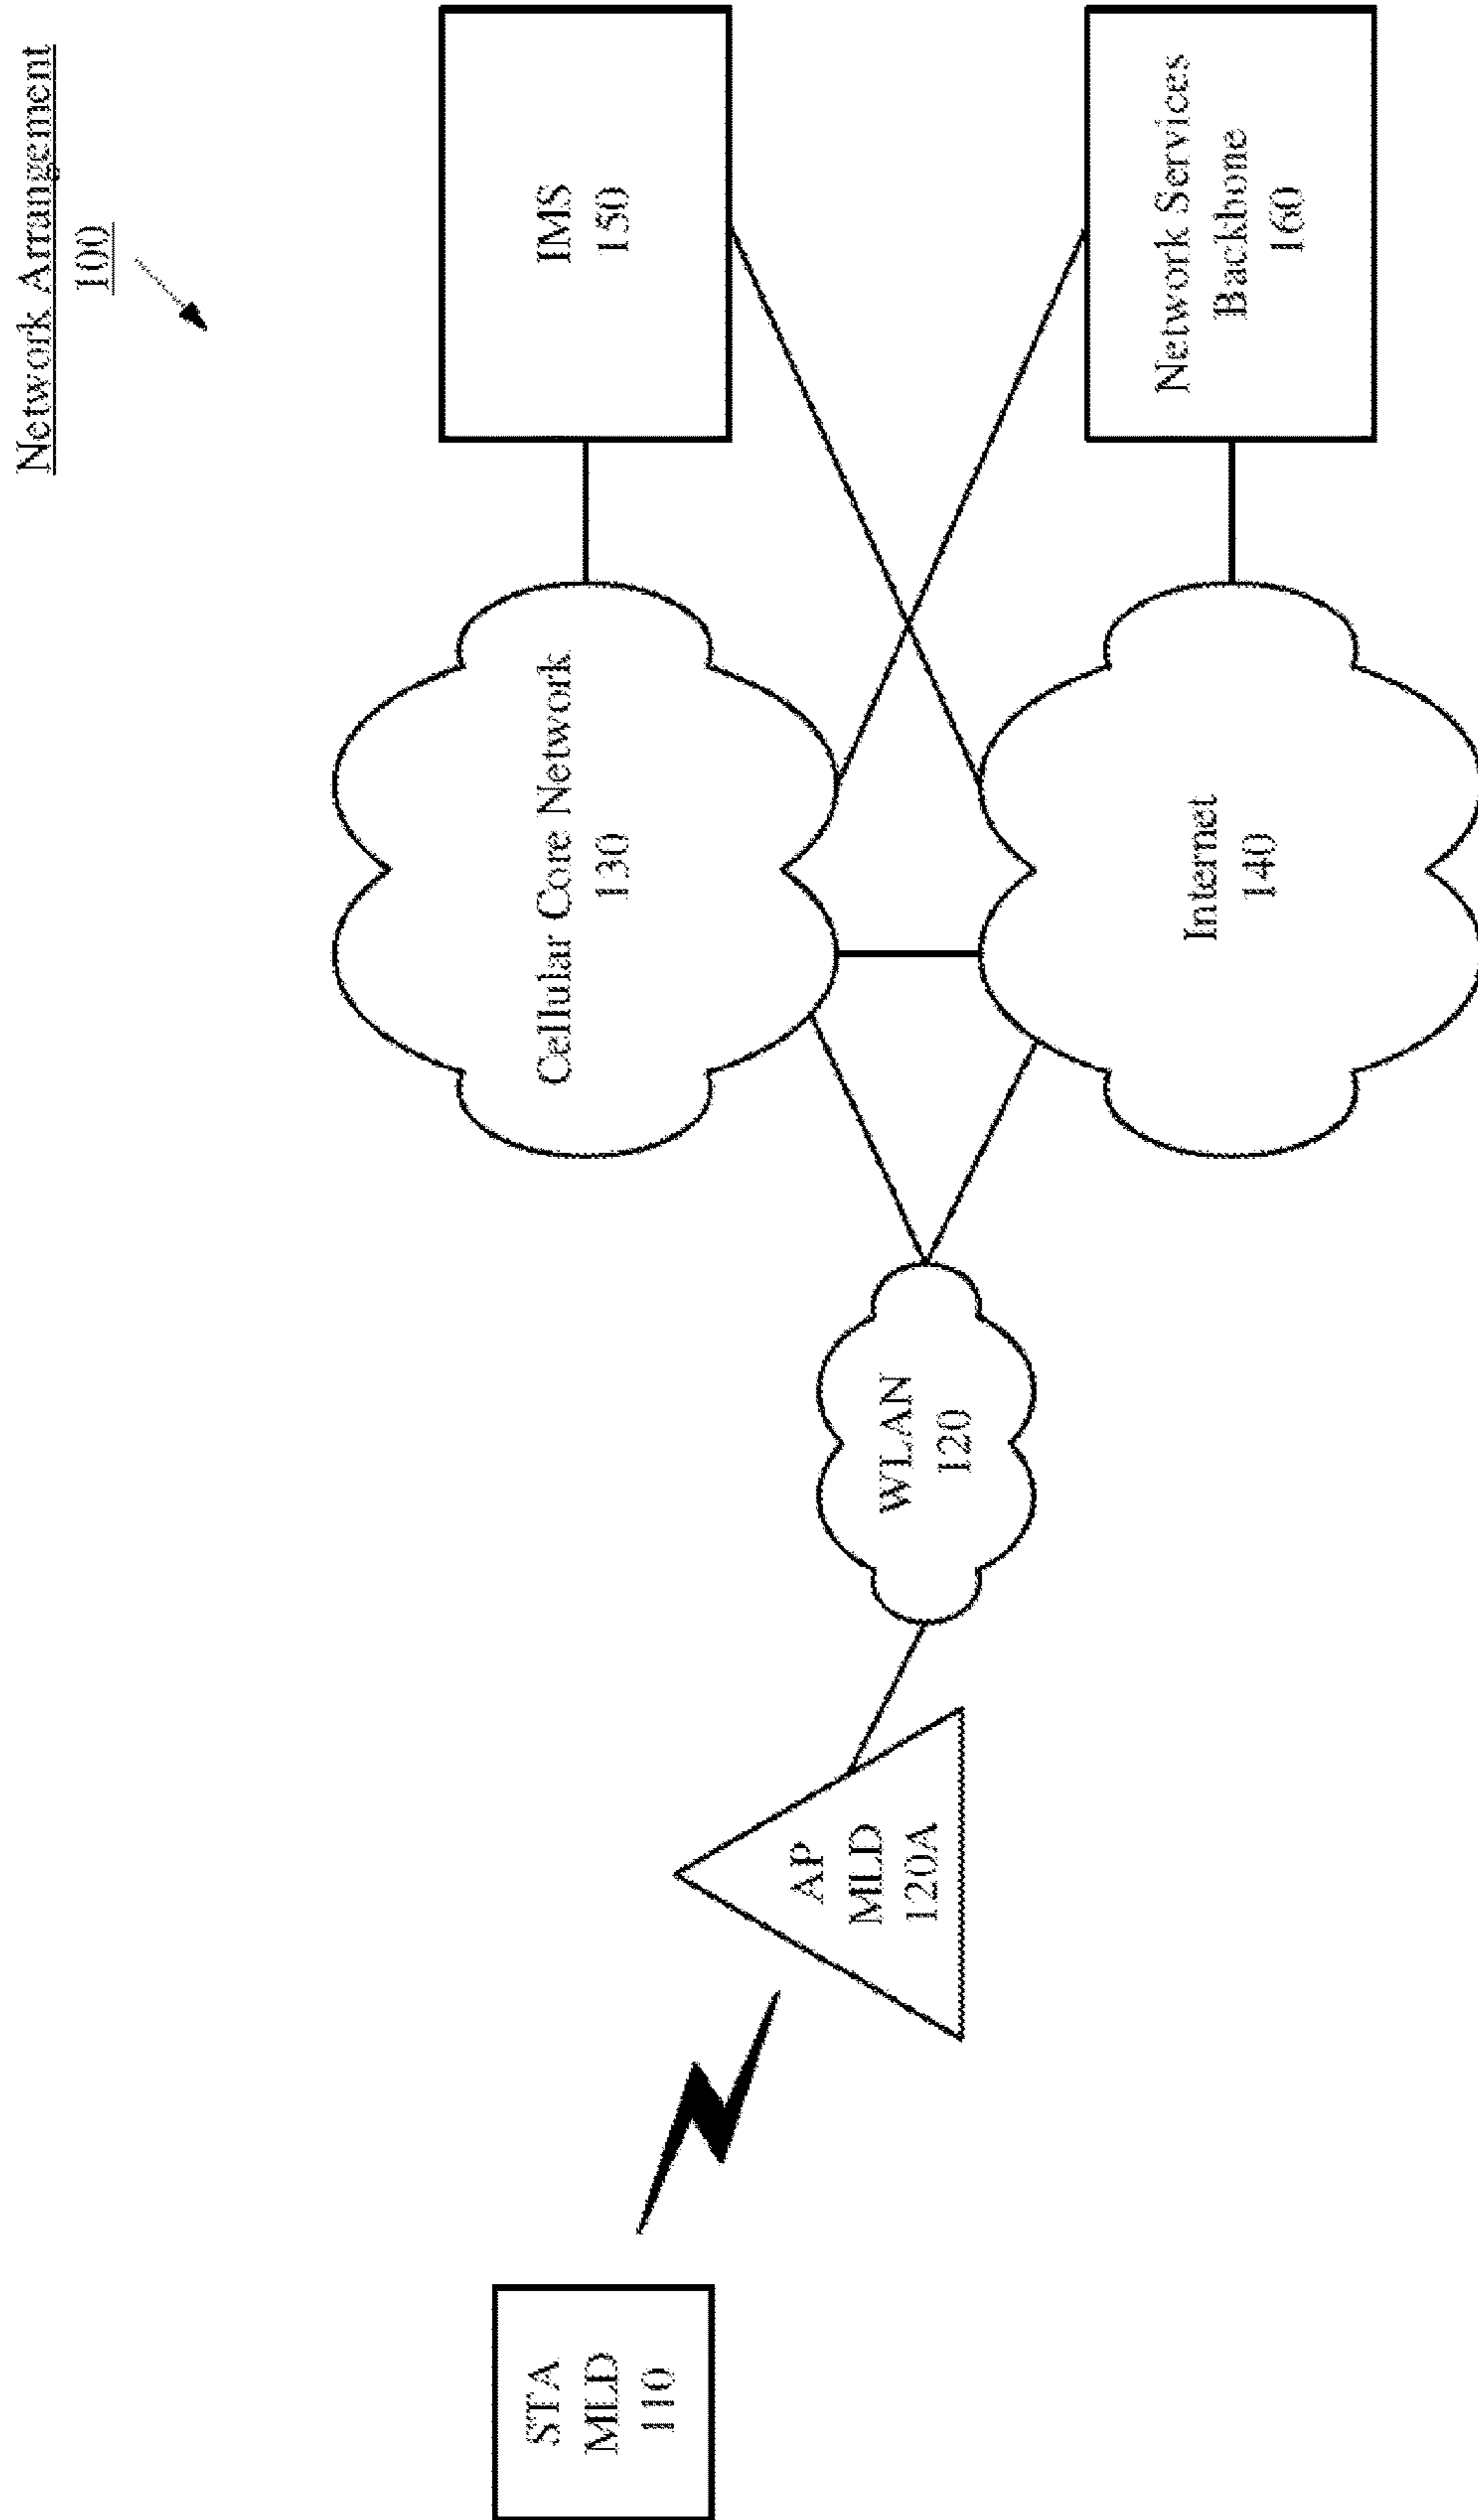 Network Arrangement
100
STA
MLD
110
AP
MLD
120A
WLAN
120
Cellular Core Network
130
Internet
140
IMS
150
Network Services
Backbone
160